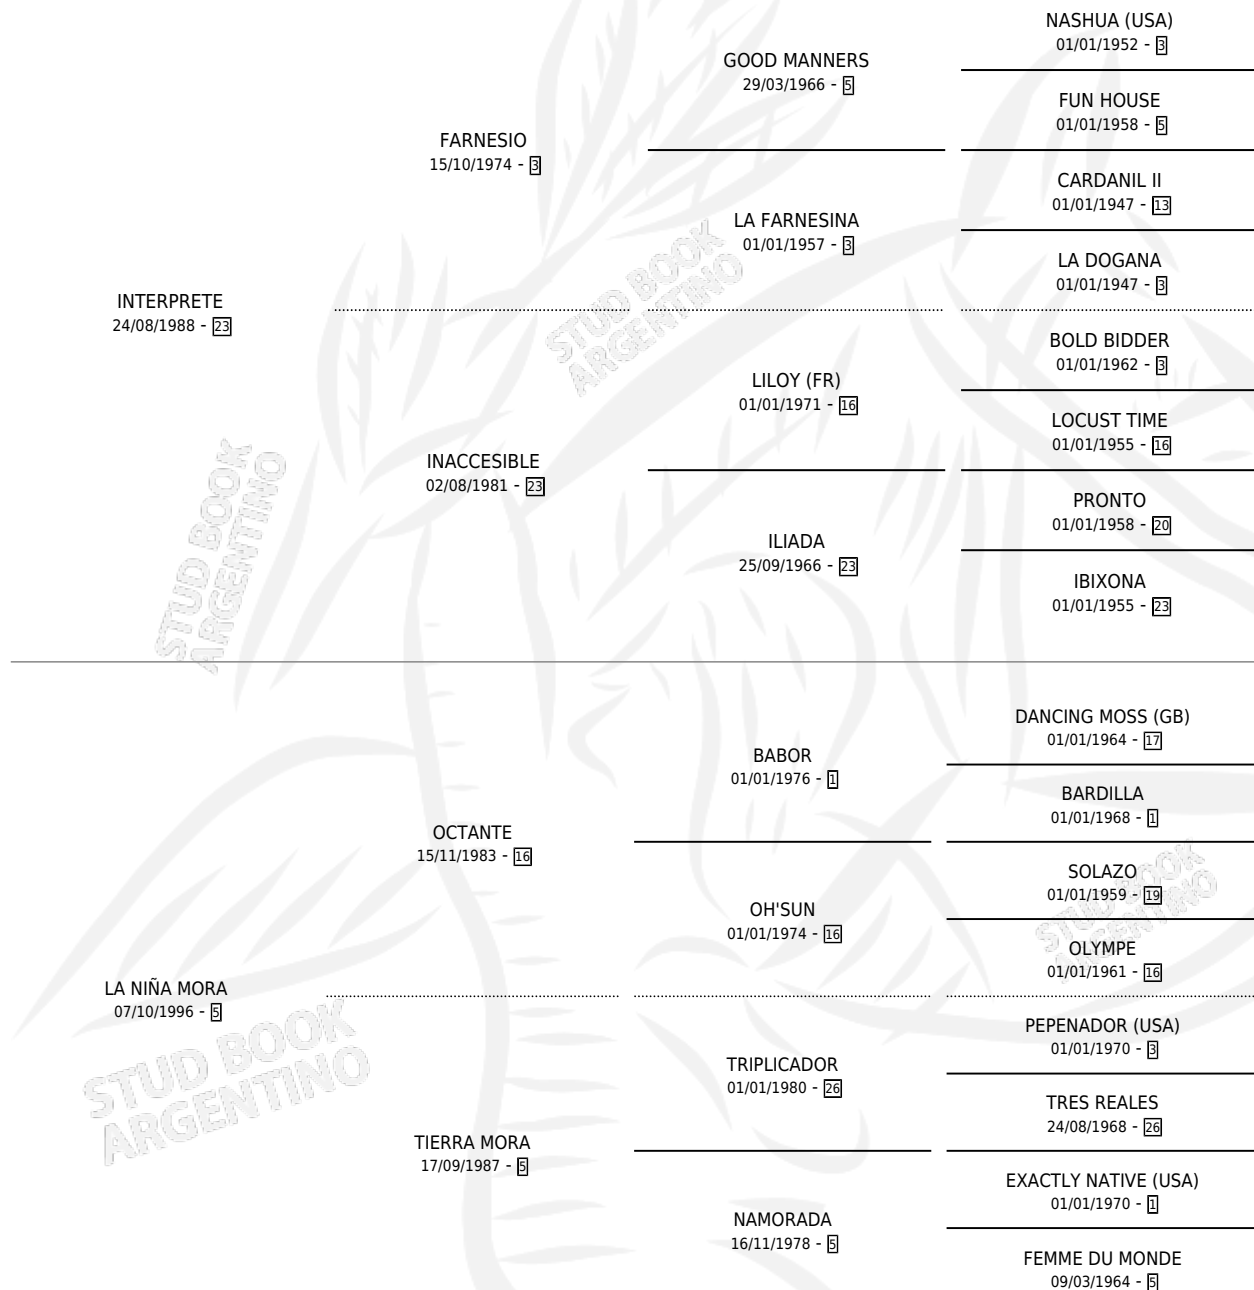 NASHUA (USA)
01/01/1952 - 3
GOOD MANNERS
29/03/1966 - 5
FUN HOUSE
01/01/1958 - 5
FARNESIO
15/10/1974 - 3
CARDANIL II
01/01/1947 - 13
LA FARNESINA
01/01/1957 - 3
LA DOGANA
01/01/1947 - 3
INTERPRETE
24/08/1988 - 23
STUD BOOK
ARGENTINO
BOLD BIDDER
01/01/1962 - 3
LILOY (FR)
01/01/1971 - 16
LOCUST TIME
01/01/1955 - 16
INACCESIBLE
02/08/1981 - 23
PRONTO
01/01/1958 - 20
ILIADA
25/09/1966 - 23
IBIXONA
01/01/1955 - 23
STUD BOOK
ARGENTINO
DANCING MOSS (GB)
01/01/1964 - 17
BABOR
01/01/1976 - 1
BARDILLA
01/01/1968 - 1
OCTANTE
15/11/1983 - 16
SOLAZO
01/01/1959 - 19
OH'SUN
01/01/1974 - 16
STUD BOOK
ARGENTINO
OLYMPE
01/01/1961 - 16
LA NIÑA MORA
07/10/1996 - 5
STUD BOOK
ARGENTINO
PEPENADOR (USA)
01/01/1970 - 3
TRIPLICADOR
01/01/1980 - 26
TRES REALES
24/08/1968 - 26
TIERRA MORA
17/09/1987 - 5
EXACTLY NATIVE (USA)
01/01/1970 - 1
NAMORADA
16/11/1978 - 5
FEMME DU MONDE
09/03/1964 - 5